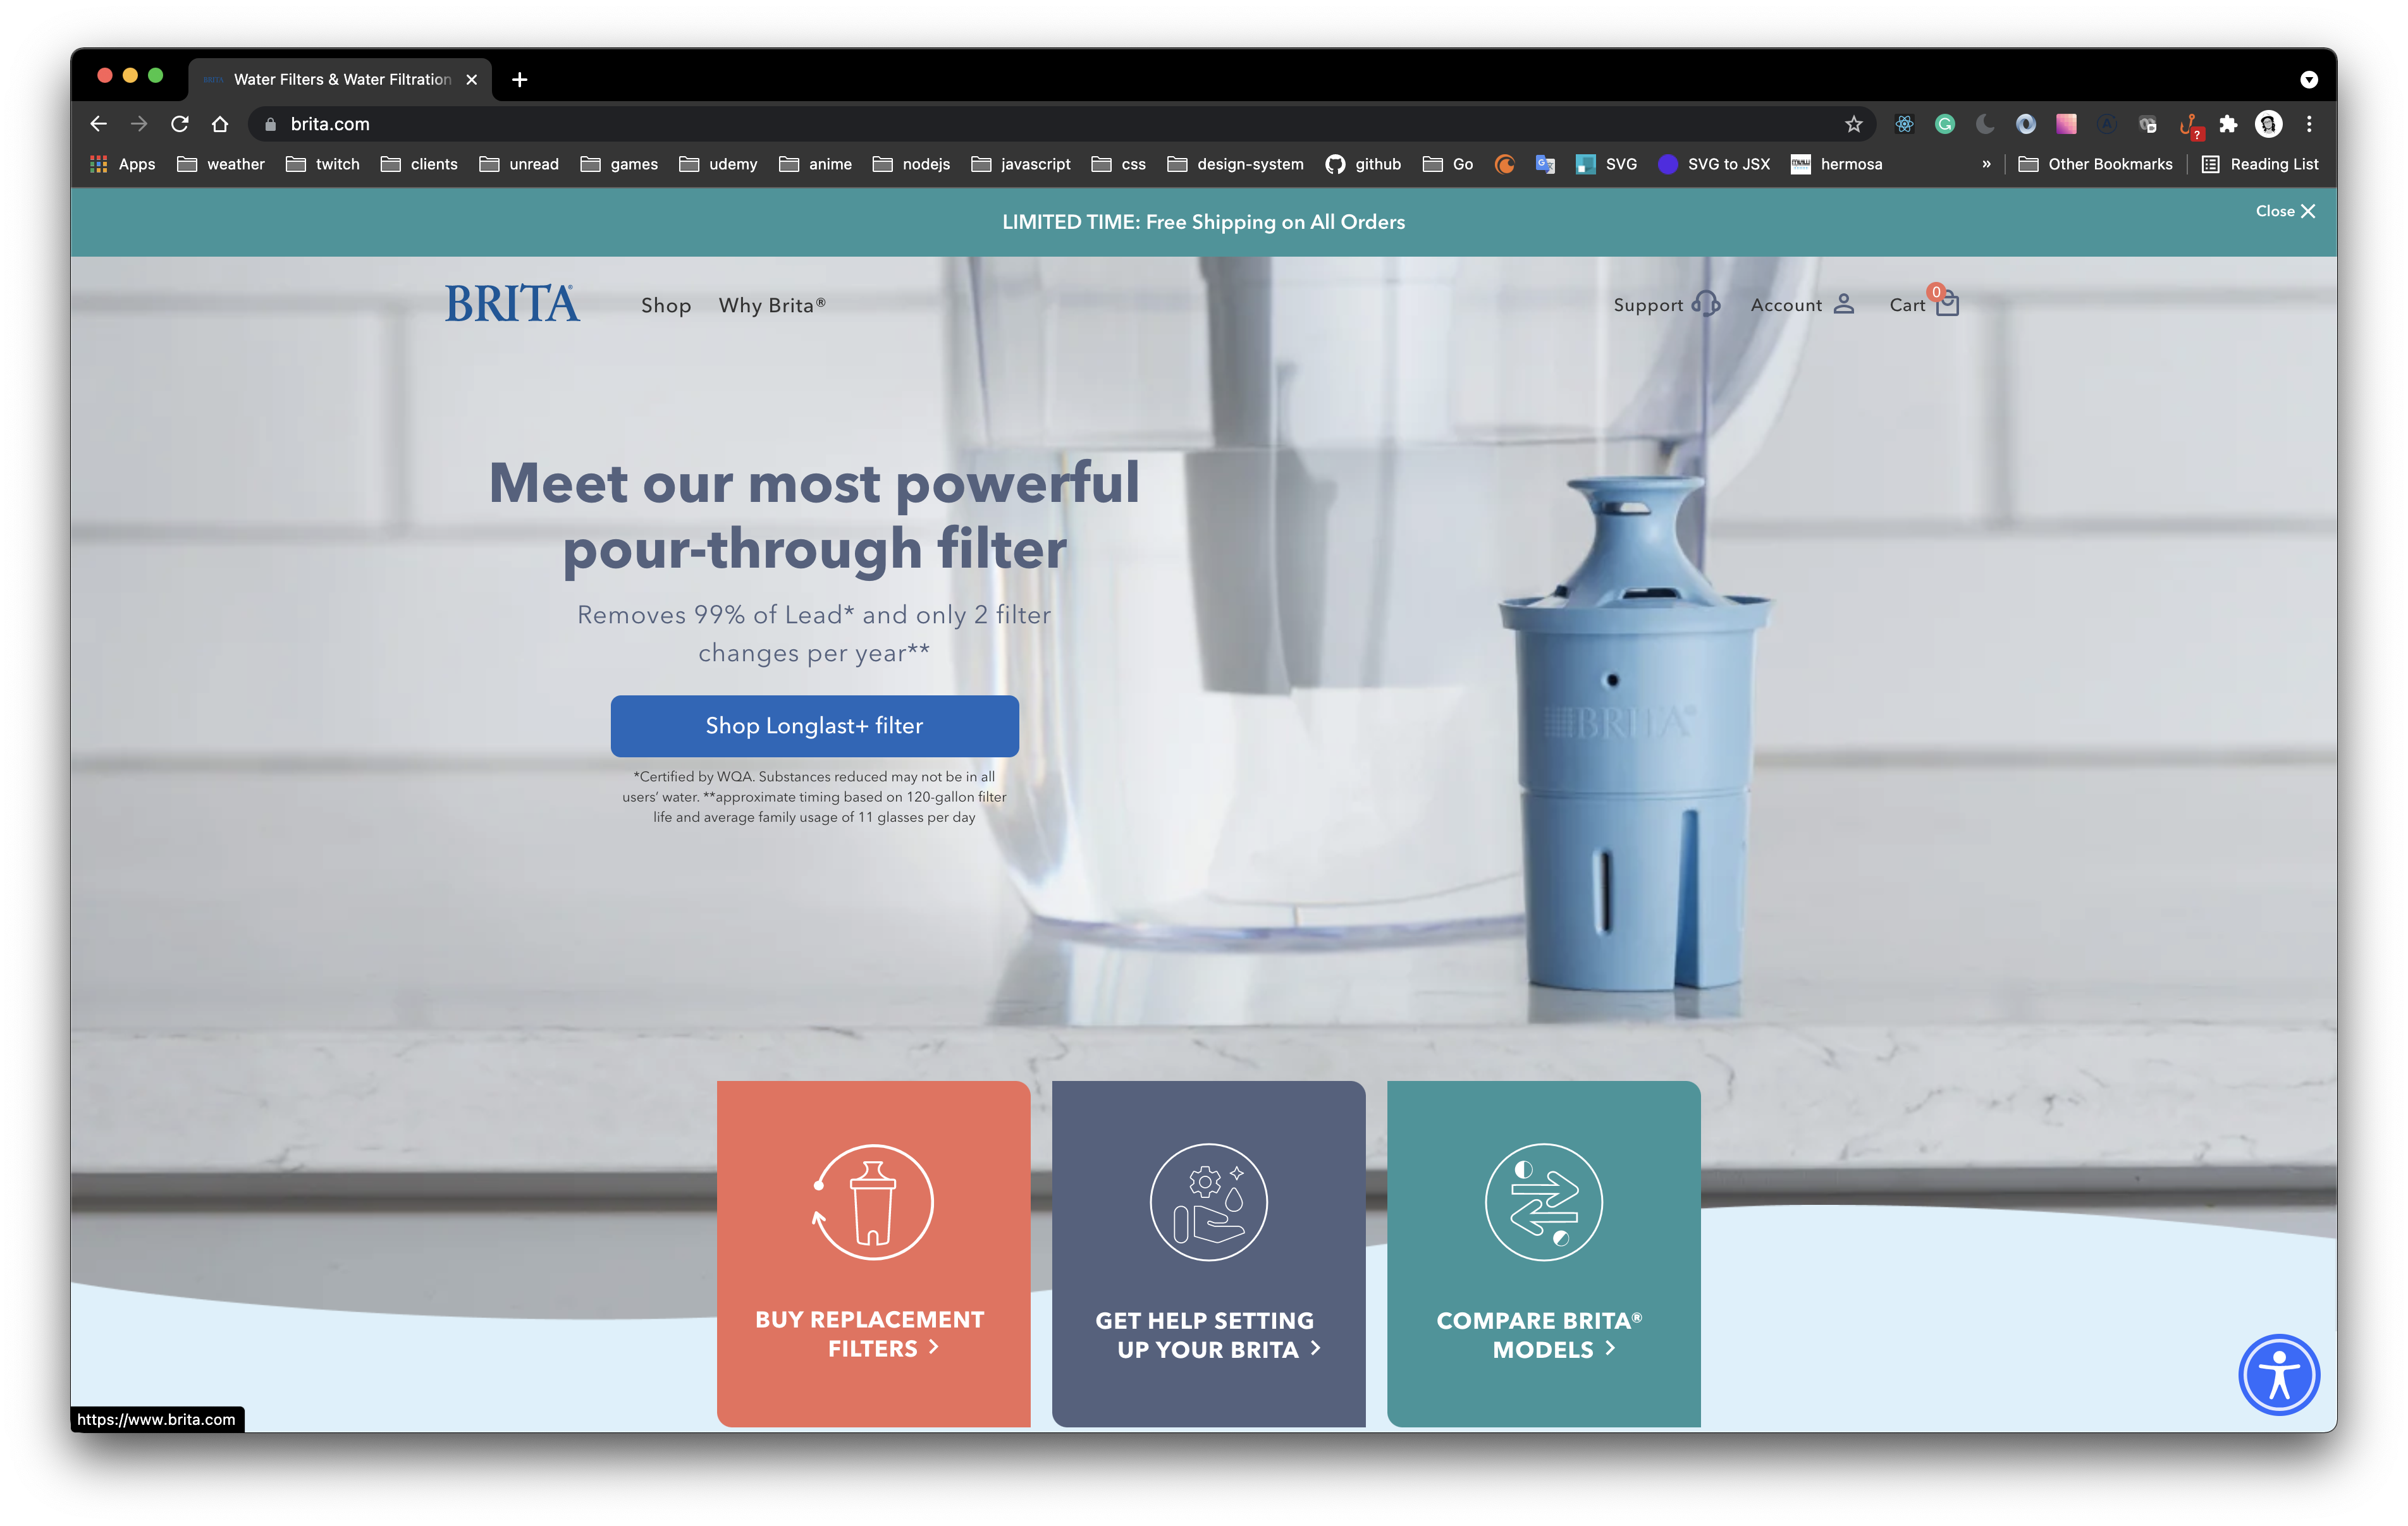 Water Filters & Water Filtration
brita.com
Apps weather twitch clients unread games udemy anime nodejs javascript css design-system github Go SVG SVG to JSX hermosa » Other Bookmarks Reading List
LIMITED TIME: Free Shipping on All Orders
Close
BRITA® Shop Why Brita® Support Account Cart 0
Meet our most powerful
pour-through filter
Removes 99% of Lead* and only 2 filter
changes per year**
Shop Longlast+ filter
*Certified by WQA. Substances reduced may not be in all
users' water. **approximate timing based on 120-gallon filter
life and average family usage of 11 glasses per day
BRITA®
BUY REPLACEMENT
FILTERS
GET HELP SETTING
UP YOUR BRITA
COMPARE BRITA®
MODELS
https://www.brita.com